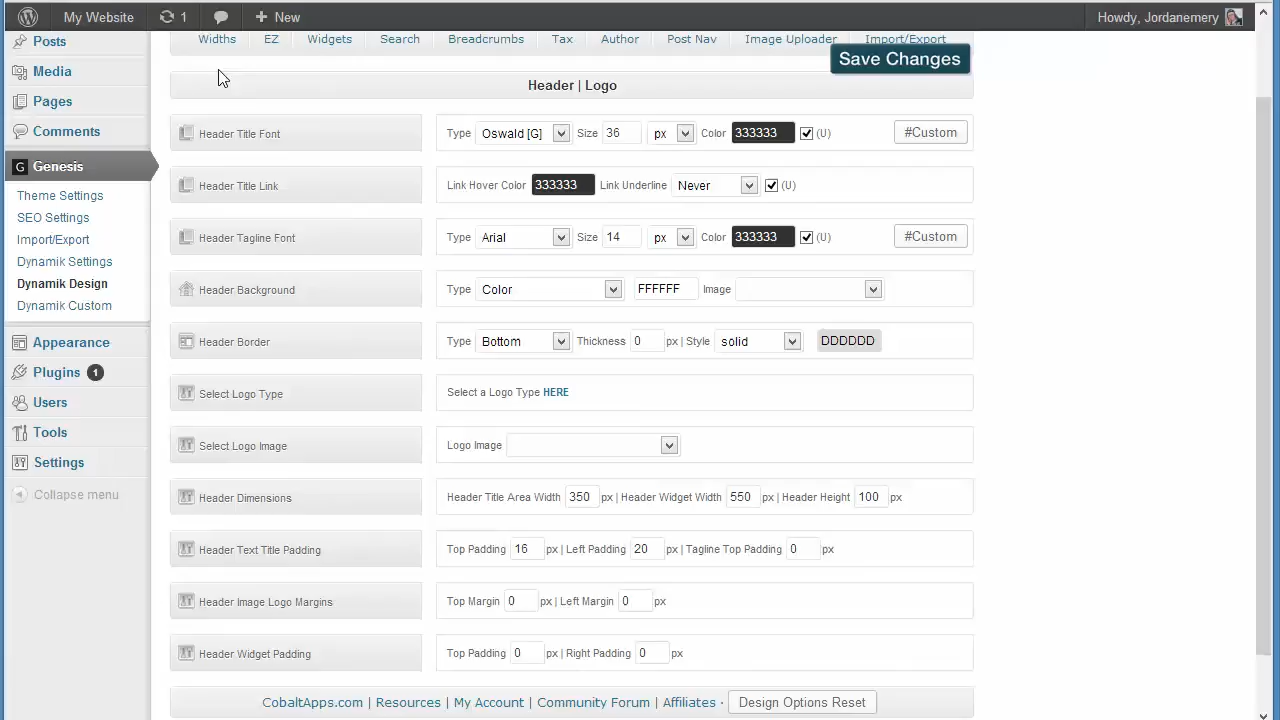 My Website 1 New Howdy, Jordanemery
Posts
Media
Pages
Comments
G Genesis
Theme Settings
SEO Settings
Import/Export
Dynamik Settings
Dynamik Design
Dynamik Custom
Appearance
Plugins 1
Users
Tools
Settings
Collapse menu
Widths EZ Widgets Search Breadcrumbs Tax Author Post Nav Image Uploader Import/Export
Save Changes
Header | Logo
Header Title Font Type Oswald [G] Size 36 px Color 333333 (U) #Custom
Header Title Link Link Hover Color 333333 Link Underline Never (U)
Header Tagline Font Type Arial Size 14 px Color 333333 (U) #Custom
Header Background Type Color FFFFFF Image
Header Border Type Bottom Thickness 0 px | Style solid DDDDDD
Select Logo Type Select a Logo Type HERE
Select Logo Image Logo Image
Header Dimensions Header Title Area Width 350 px | Header Widget Width 550 px | Header Height 100 px
Header Text Title Padding Top Padding 16 px | Left Padding 20 px | Tagline Top Padding 0 px
Header Image Logo Margins Top Margin 0 px | Left Margin 0 px
Header Widget Padding Top Padding 0 px | Right Padding 0 px
CobaltApps.com | Resources | My Account | Community Forum | Affiliates · Design Options Reset